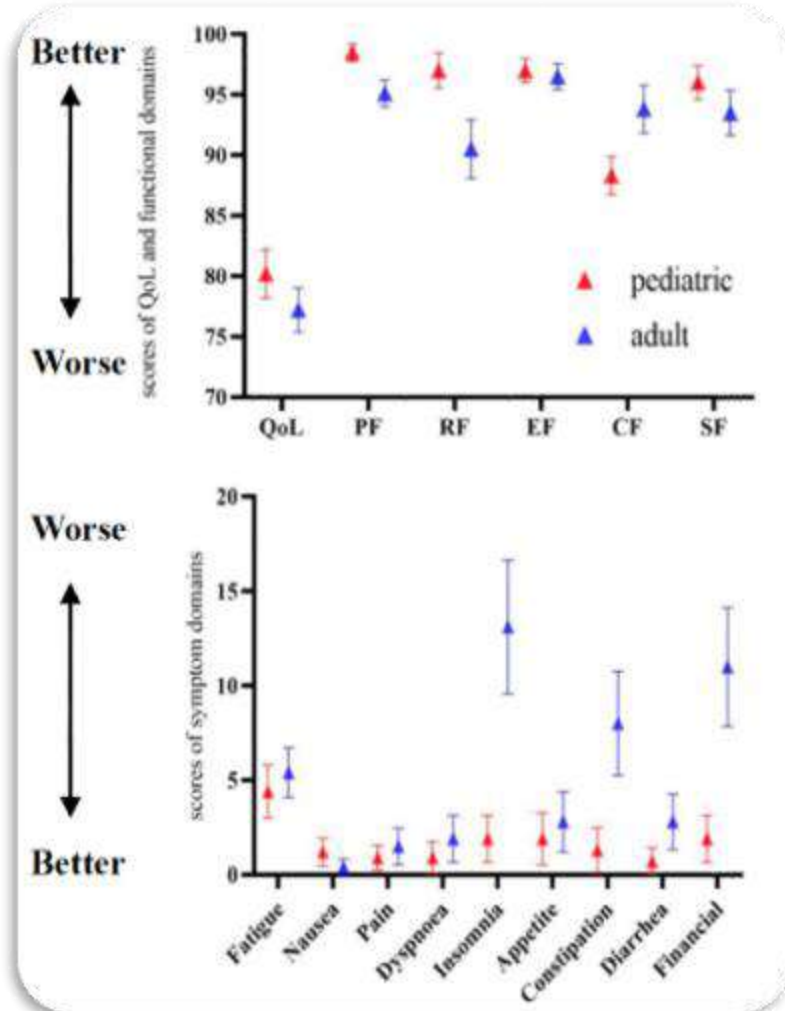 Better
Worse
scores of QoL and functional domains
100
95
90
85
80
75
70
pediatric
adult
QoL PF RF EF CF SF
Worse
Better
scores of symptom domains
20
15
10
5
0
Fatigue Nausea Pain Dyspnoea Insomnia Appetite Constipation Diarrhea Financial